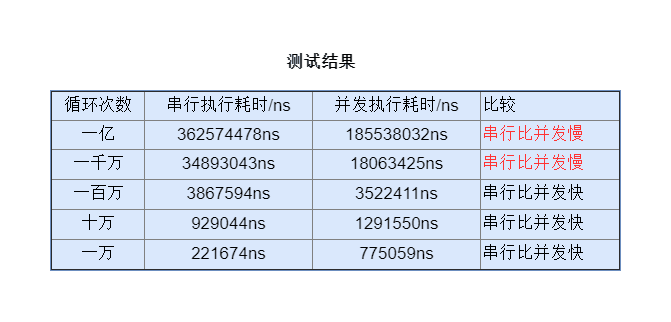 测试结果
循环次数 串行执行耗时/ns 并发执行耗时/ns 比较
一亿 362574478ns 185538032ns 串行比并发慢
一千万 34893043ns 18063425ns 串行比并发慢
一百万 3867594ns 3522411ns 串行比并发快
十万 929044ns 1291550ns 串行比并发快
一万 221674ns 775059ns 串行比并发快